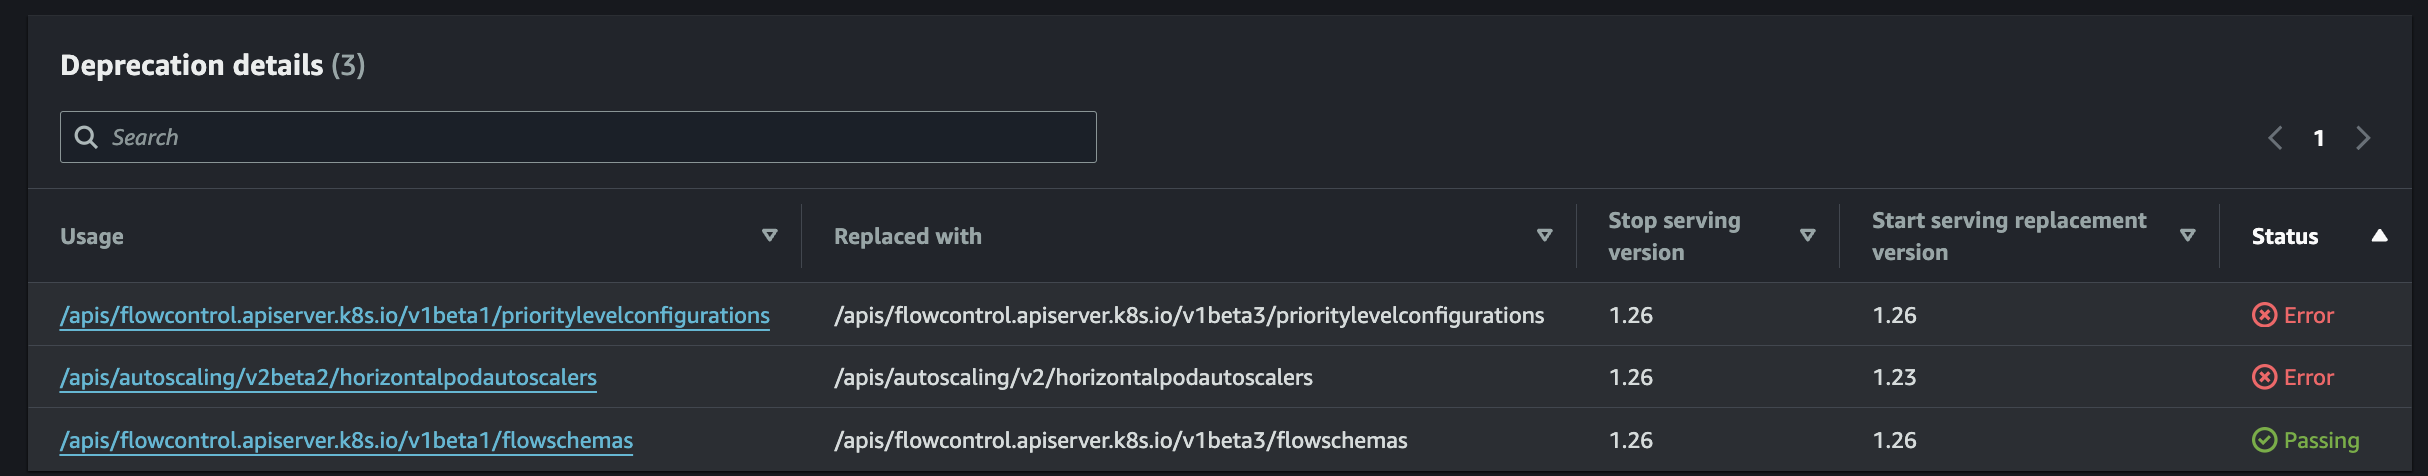 Deprecation details (3)
Search
1
Usage
Replaced with
Stop serving version
Start serving replacement version
Status
/apis/flowcontrol.apiserver.k8s.io/v1beta1/prioritylevelconfigurations /apis/flowcontrol.apiserver.k8s.io/v1beta3/prioritylevelconfigurations 1.26 1.26 Error
/apis/autoscaling/v2beta2/horizontalpodautoscalers /apis/autoscaling/v2/horizontalpodautoscalers 1.26 1.23 Error
/apis/flowcontrol.apiserver.k8s.io/v1beta1/flowschemas /apis/flowcontrol.apiserver.k8s.io/v1beta3/flowschemas 1.26 1.26 Passing